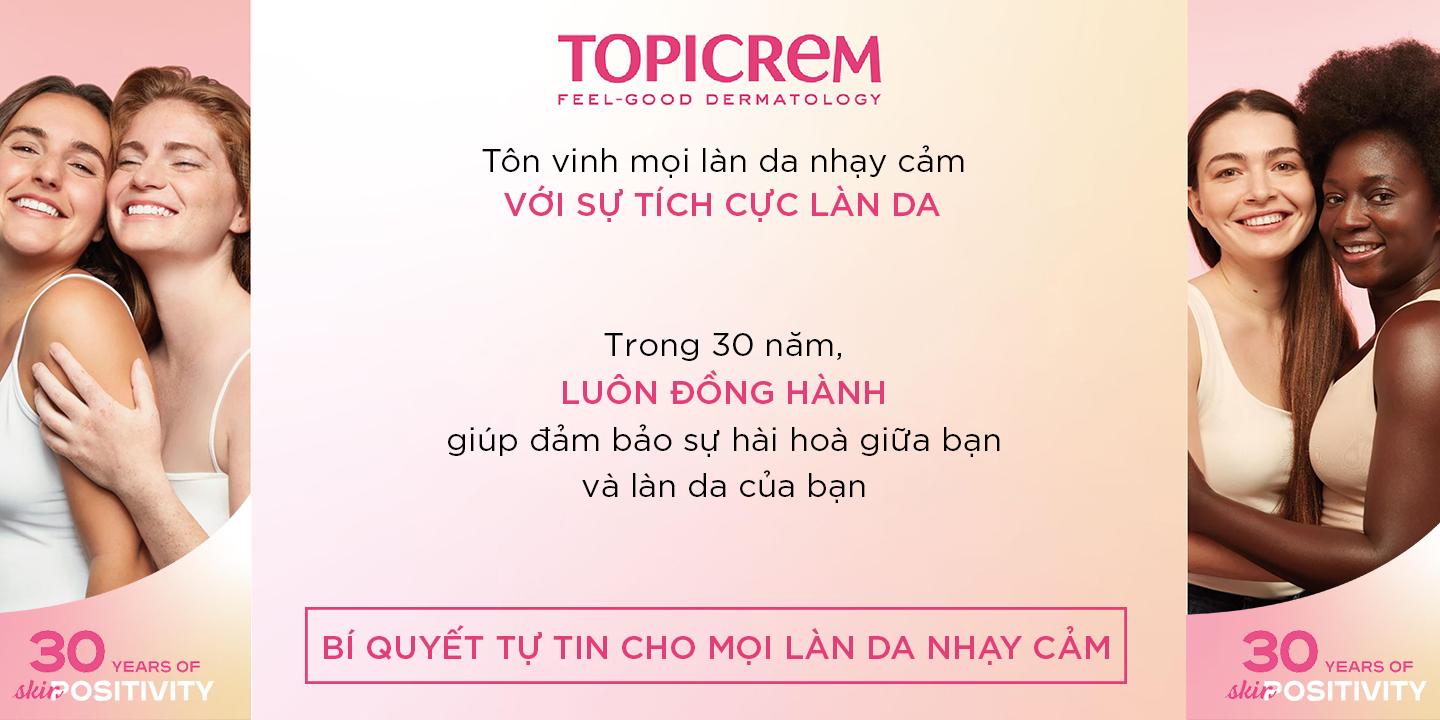 TOPICREM
FEEL-GOOD DERMATOLOGY
Tôn vinh mọi làn da nhạy cảm
VỚI SỰ TÍCH CỰC LÀN DA
Trong 30 năm,
LUÔN ĐỒNG HÀNH
giúp đảm bảo sự hài hoà giữa bạn
và làn da của bạn
BÍ QUYẾT TỰ TIN CHO MỌI LÀN DA NHẠY CẢM
30 YEARS OF
skin POSITIVITY
30 YEARS OF
skin POSITIVITY